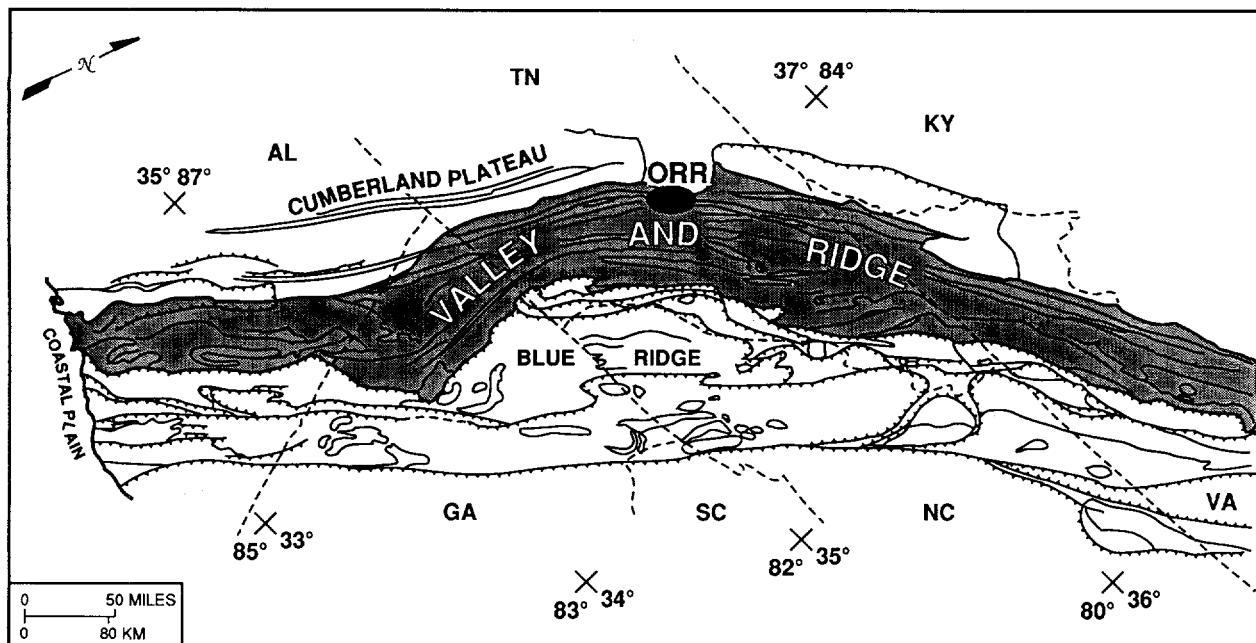 N
TN
37° 84°
KY
AL
35° 87°
CUMBERLAND PLATEAU
ORR
VALLEY AND RIDGE
COASTAL PLAIN
BLUE RIDGE
GA
SC
NC
VA
85° 33°
82° 35°
83° 34°
80° 36°
0 50 MILES
0 80 KM